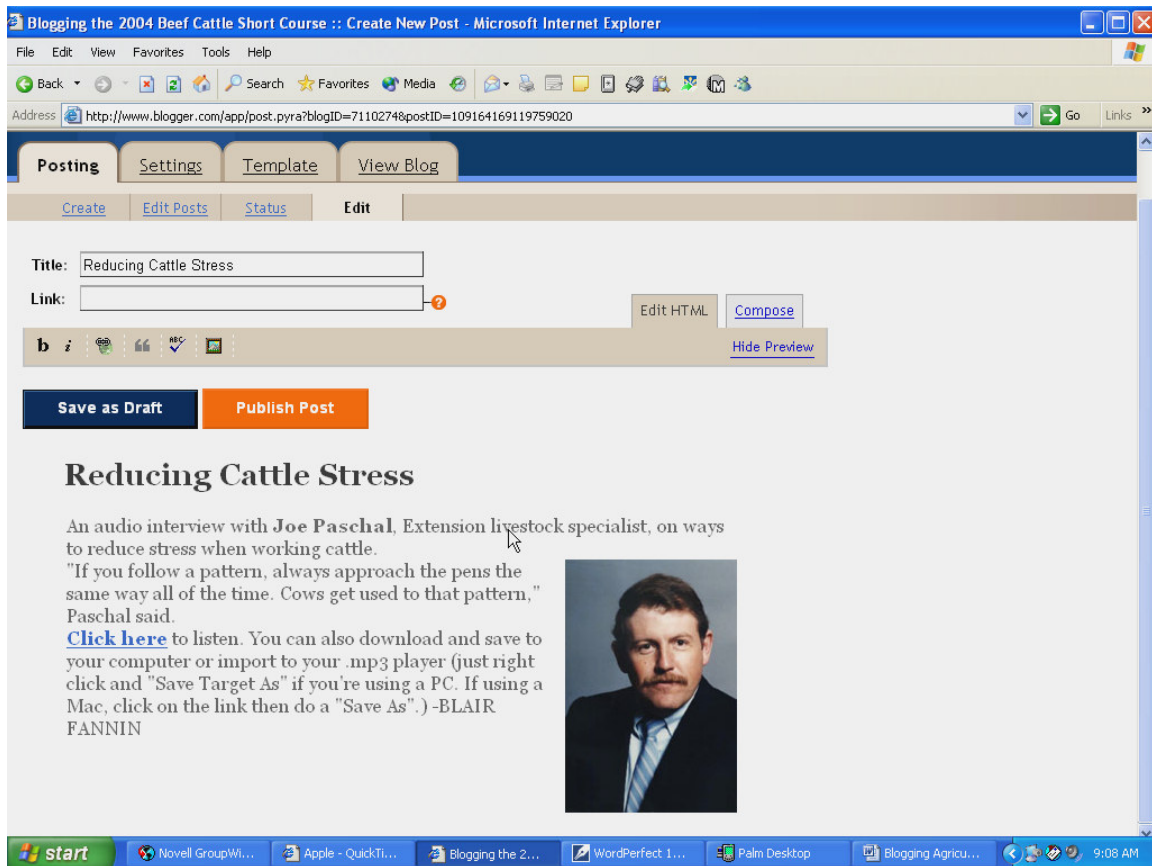 Blogging the 2004 Beef Cattle Short Course :: Create New Post - Microsoft Internet Explorer
File Edit View Favorites Tools Help
Back Search Favorites Media
Address http://www.blogger.com/app/post.pyra?blogID=7110274&postID=109164169119759020 Go Links »
Posting Settings Template View Blog
Create Edit Posts Status Edit
Title: Reducing Cattle Stress
Link: ?
Edit HTML Compose
b i ABC Hide Preview
Save as Draft Publish Post
Reducing Cattle Stress
An audio interview with Joe Paschal, Extension livestock specialist, on ways
to reduce stress when working cattle.
"If you follow a pattern, always approach the pens the
same way all of the time. Cows get used to that pattern,"
Paschal said.
Click here to listen. You can also download and save to
your computer or import to your .mp3 player (just right
click and "Save Target As" if you're using a PC. If using a
Mac, click on the link then do a "Save As".) -BLAIR
FANNIN
start Novell GroupWi... Apple - QuickTi... Blogging the 2... WordPerfect 1... Palm Desktop Blogging Agricu... 9:08 AM